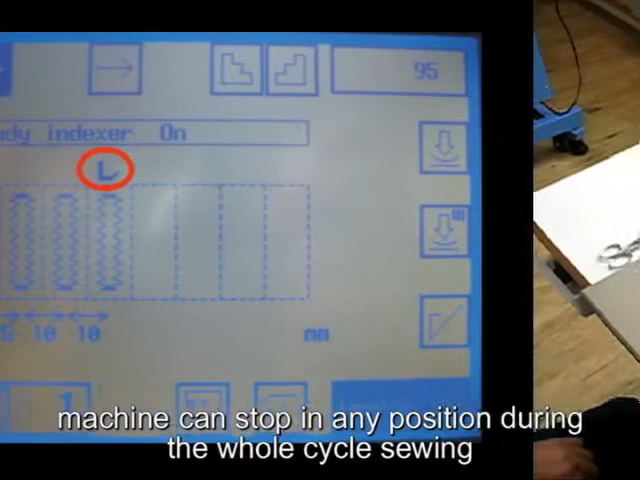 95
indexer On
L
5 10 10 mm
1
machine can stop in any position during
the whole cycle sewing